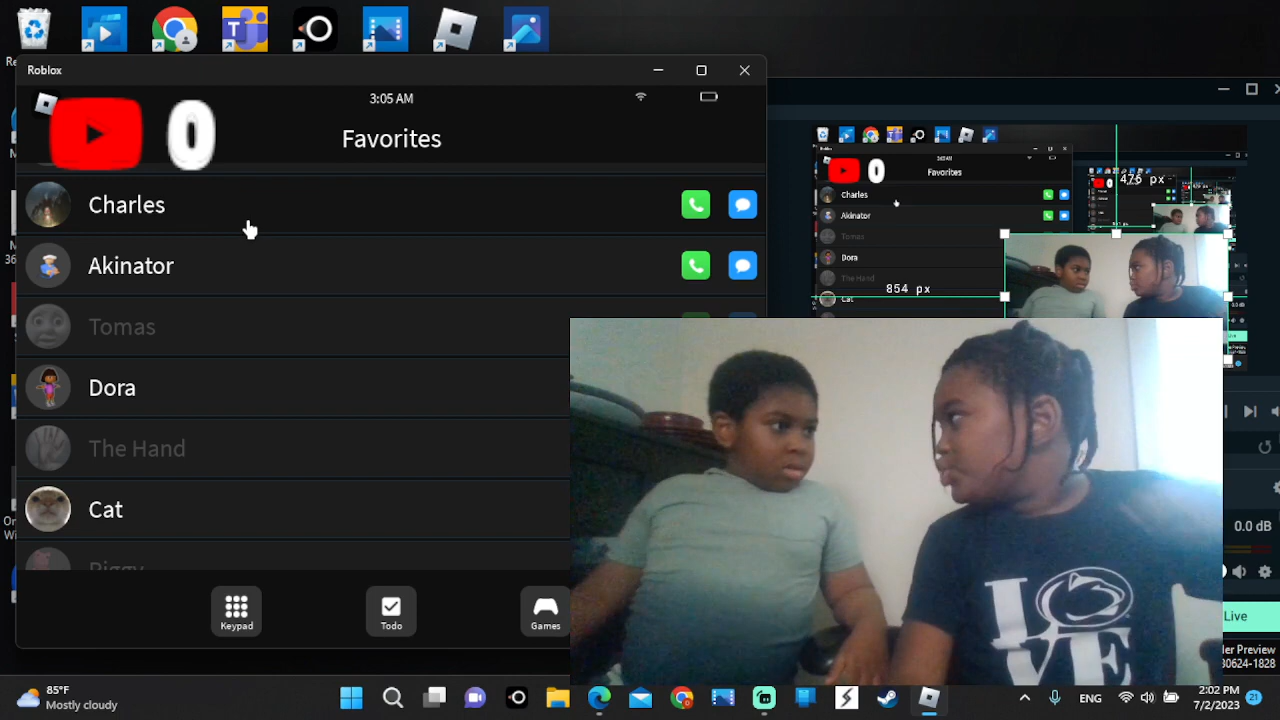 Roblox
3:05 AM
0
Favorites
Charles
Akinator
Tomas
Dora
The Hand
Cat
Piggy
Keypad
Todo
Games
Favorites
0
Charles
Akinator
Tomas
Dora
The Hand
Cat
476 px
854 px
LOVE
0.0 dB
Live
85°F
Mostly cloudy
ENG
2:02 PM
7/2/2023
21